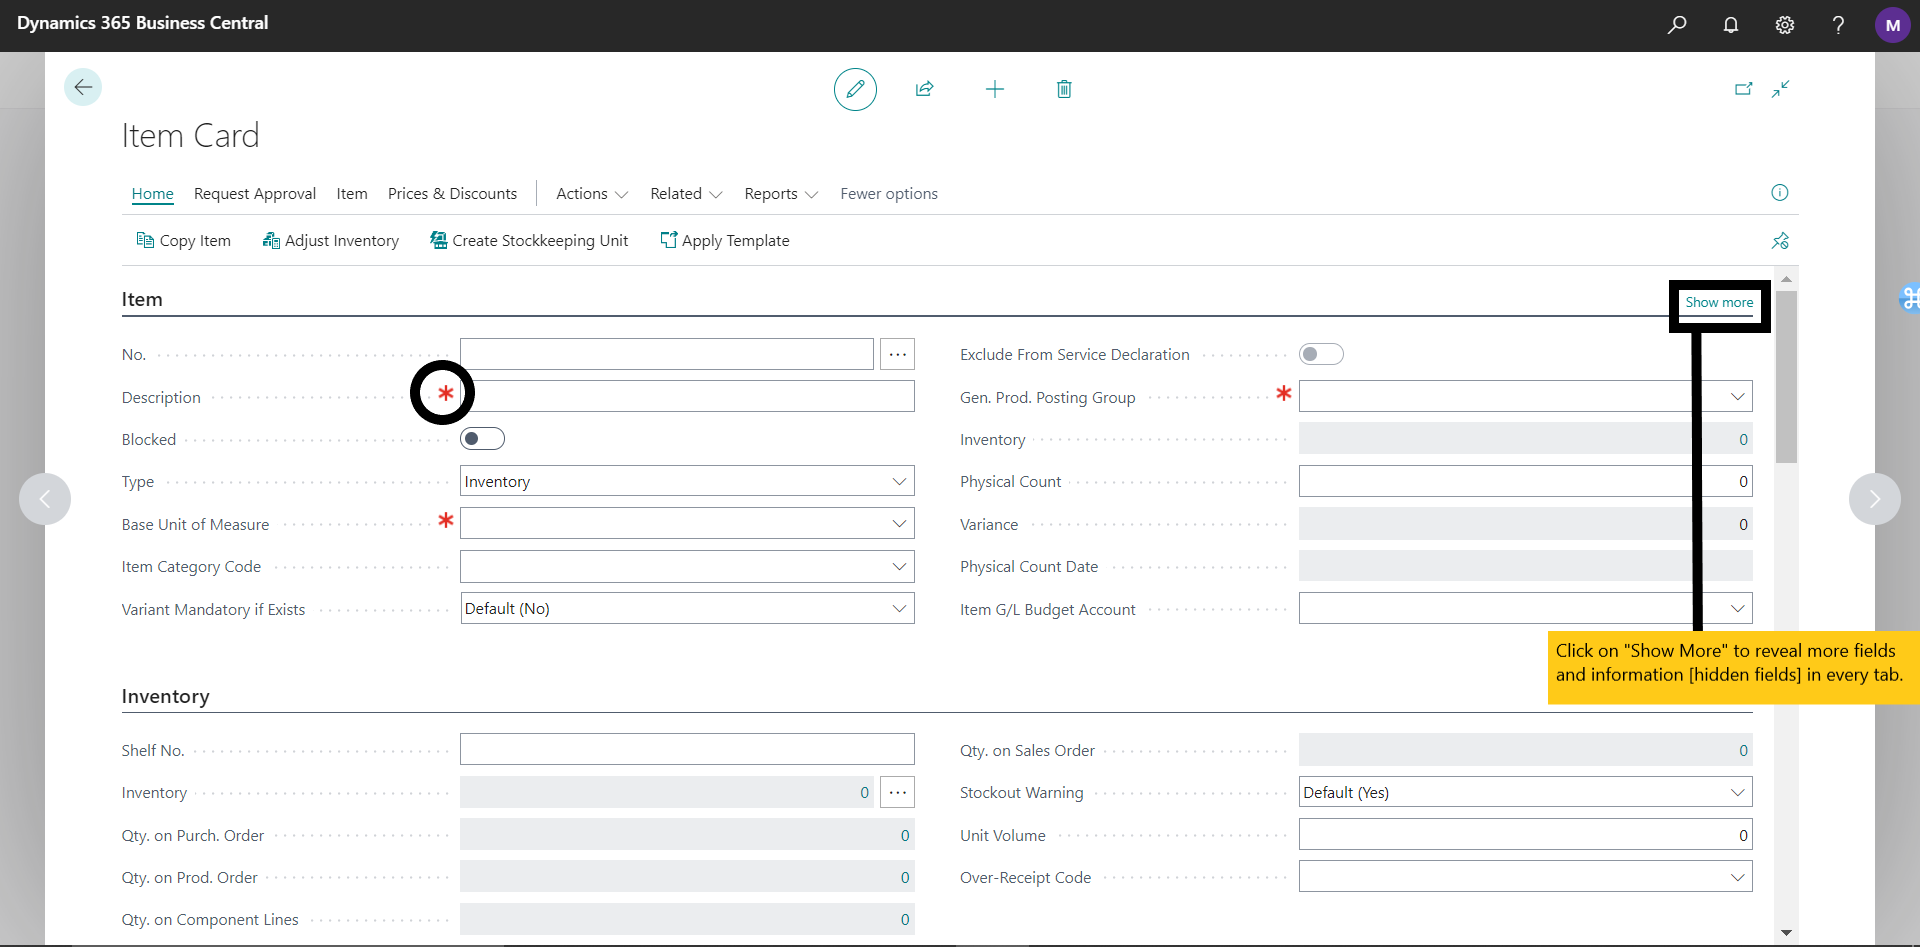 Dynamics 365 Business Central
M
Item Card
Home Request Approval Item Prices & Discounts Actions Related Reports Fewer options
Copy Item Adjust Inventory Create Stockkeeping Unit Apply Template
Item
Show more
No.
Exclude From Service Declaration
Description *
Gen. Prod. Posting Group *
Blocked
Inventory 0
Type Inventory
Physical Count 0
Base Unit of Measure *
Variance 0
Item Category Code
Physical Count Date
Variant Mandatory if Exists Default (No)
Item G/L Budget Account
Click on "Show More" to reveal more fields
and information [hidden fields] in every tab.
Inventory
Shelf No.
Qty. on Sales Order 0
Inventory 0
Stockout Warning Default (Yes)
Qty. on Purch. Order 0
Unit Volume 0
Qty. on Prod. Order 0
Over-Receipt Code
Qty. on Component Lines 0